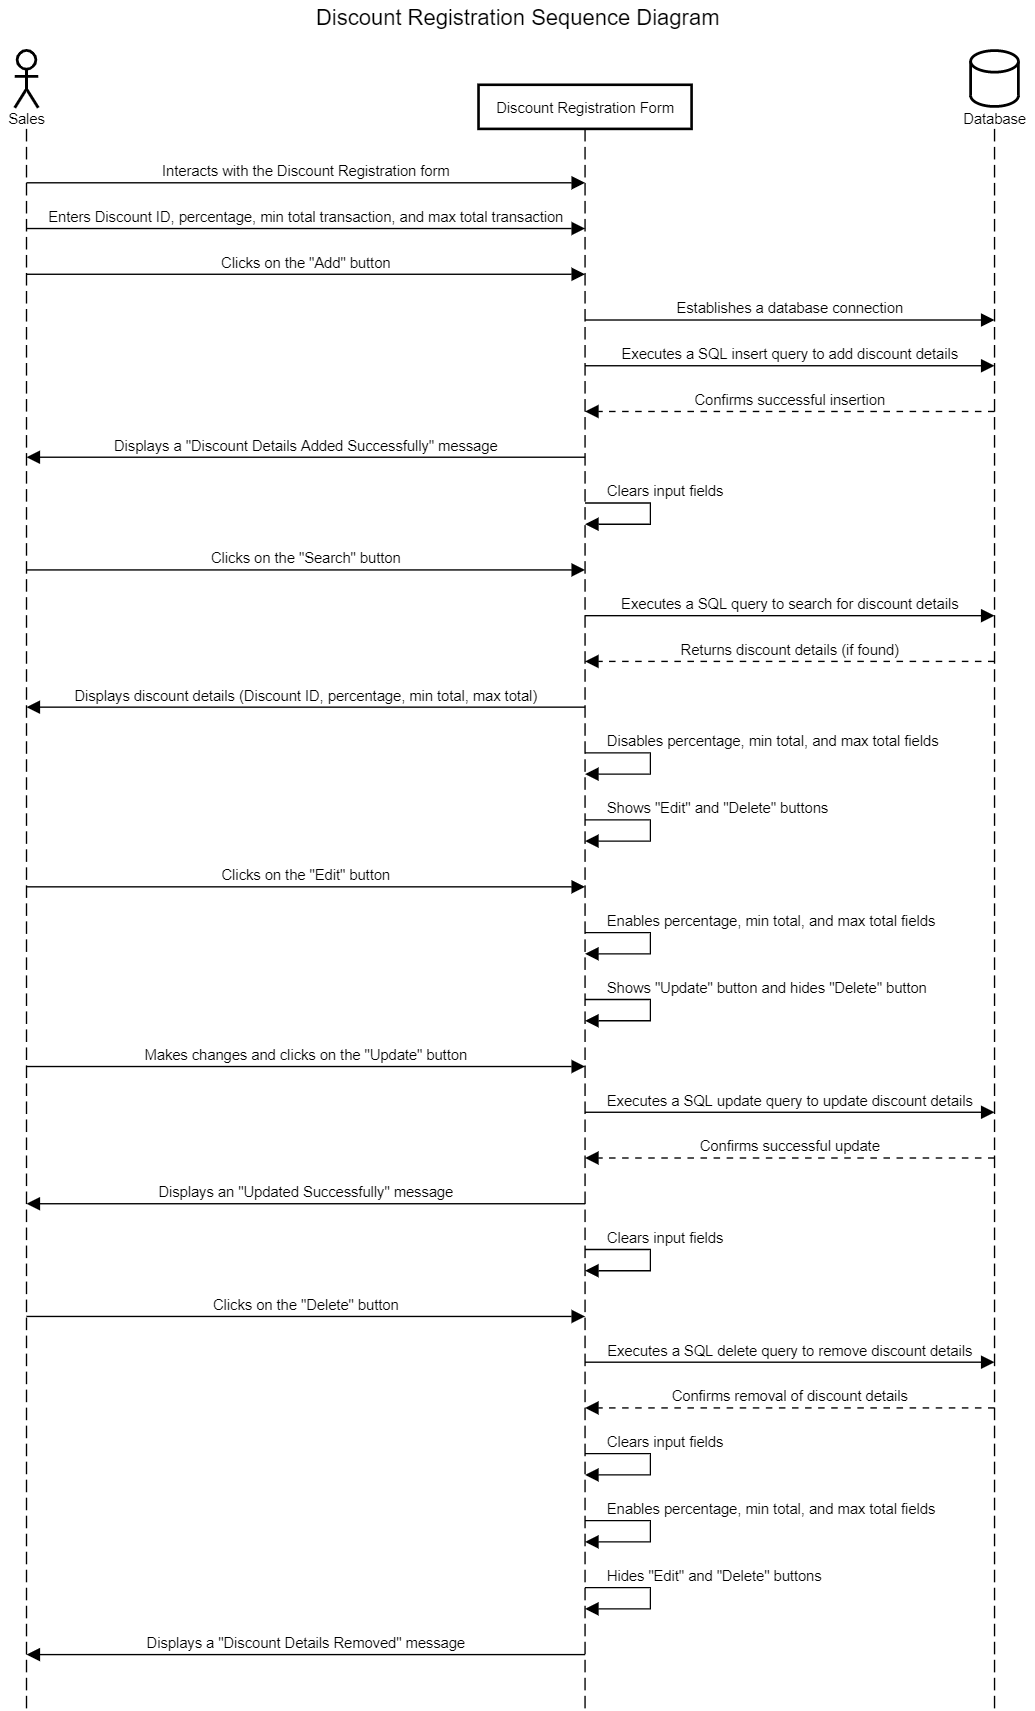 Discount Registration Sequence Diagram
Sales
Discount Registration Form
Database
Interacts with the Discount Registration form
Enters Discount ID, percentage, min total transaction, and max total transaction
Clicks on the "Add" button
Establishes a database connection
Executes a SQL insert query to add discount details
Confirms successful insertion
Displays a "Discount Details Added Successfully" message
Clears input fields
Clicks on the "Search" button
Executes a SQL query to search for discount details
Returns discount details (if found)
Displays discount details (Discount ID, percentage, min total, max total)
Disables percentage, min total, and max total fields
Shows "Edit" and "Delete" buttons
Clicks on the "Edit" button
Enables percentage, min total, and max total fields
Shows "Update" button and hides "Delete" button
Makes changes and clicks on the "Update" button
Executes a SQL update query to update discount details
Confirms successful update
Displays an "Updated Successfully" message
Clears input fields
Clicks on the "Delete" button
Executes a SQL delete query to remove discount details
Confirms removal of discount details
Clears input fields
Enables percentage, min total, and max total fields
Hides "Edit" and "Delete" buttons
Displays a "Discount Details Removed" message